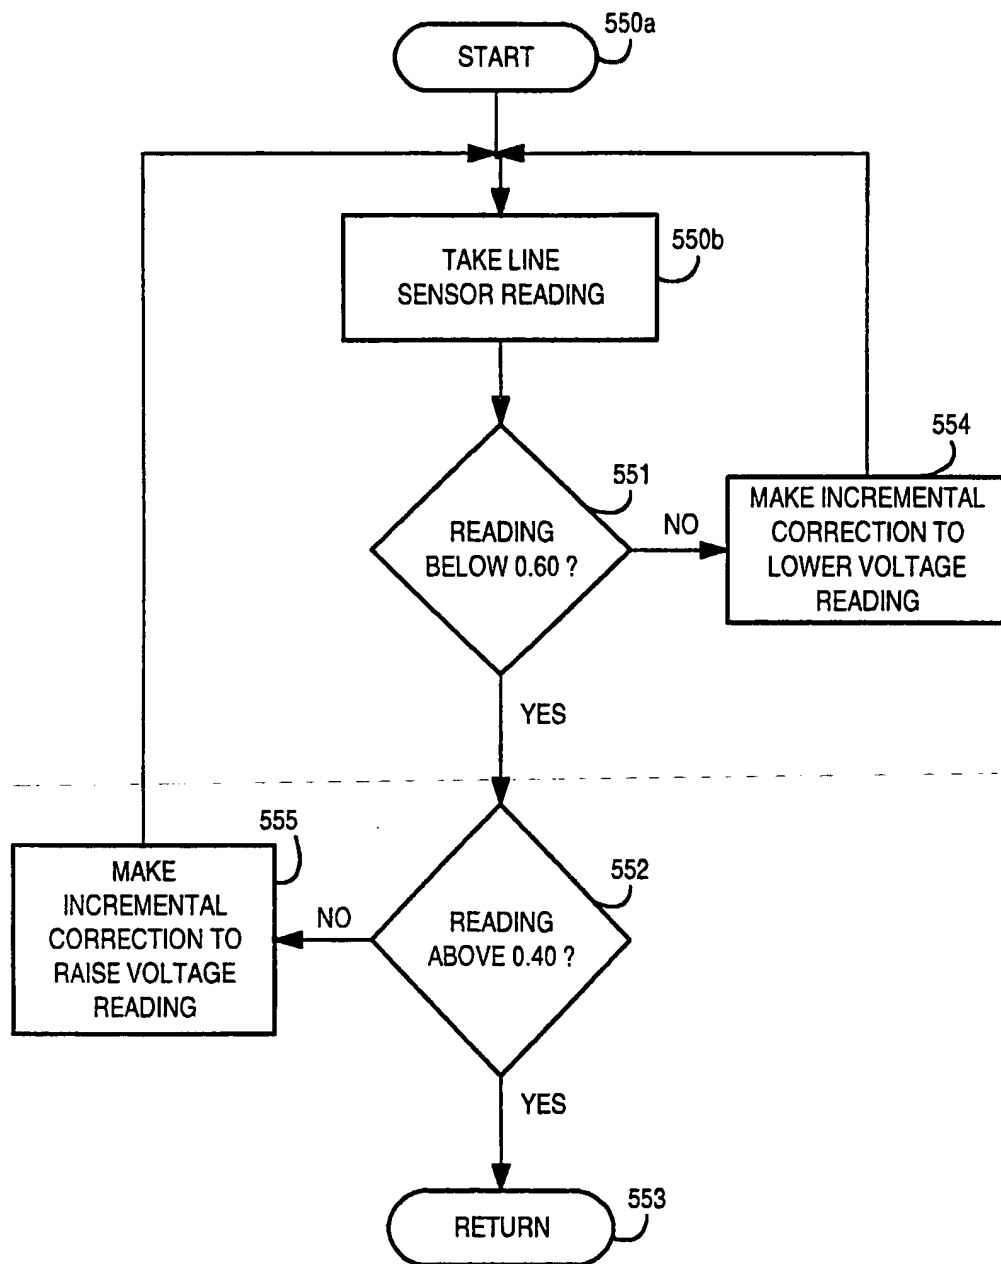 550a
START
550b
TAKE LINE
SENSOR READING
551
READING
BELOW 0.60 ?
NO
554
MAKE INCREMENTAL
CORRECTION TO
LOWER VOLTAGE
READING
YES
555
MAKE
INCREMENTAL
CORRECTION TO
RAISE VOLTAGE
READING
NO
552
READING
ABOVE 0.40 ?
YES
553
RETURN